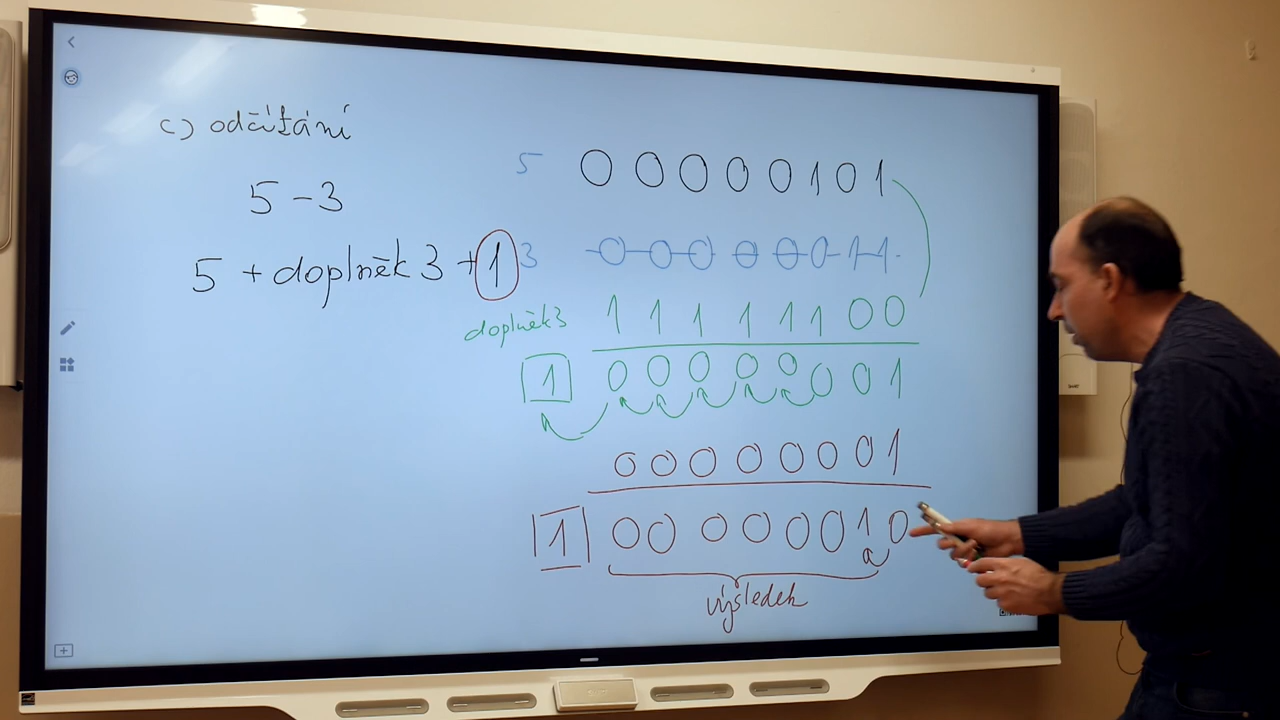 c) odčítání
5 - 3
5 + doplněk 3 + 1
5 0 0 0 0 0 1 0 1
3 0 0 0 0 0 0 1 1
doplněk 3 1 1 1 1 1 1 0 0
1 0 0 0 0 0 0 0 1
0 0 0 0 0 0 0 1
1 0 0 0 0 0 0 1 0
výsledek